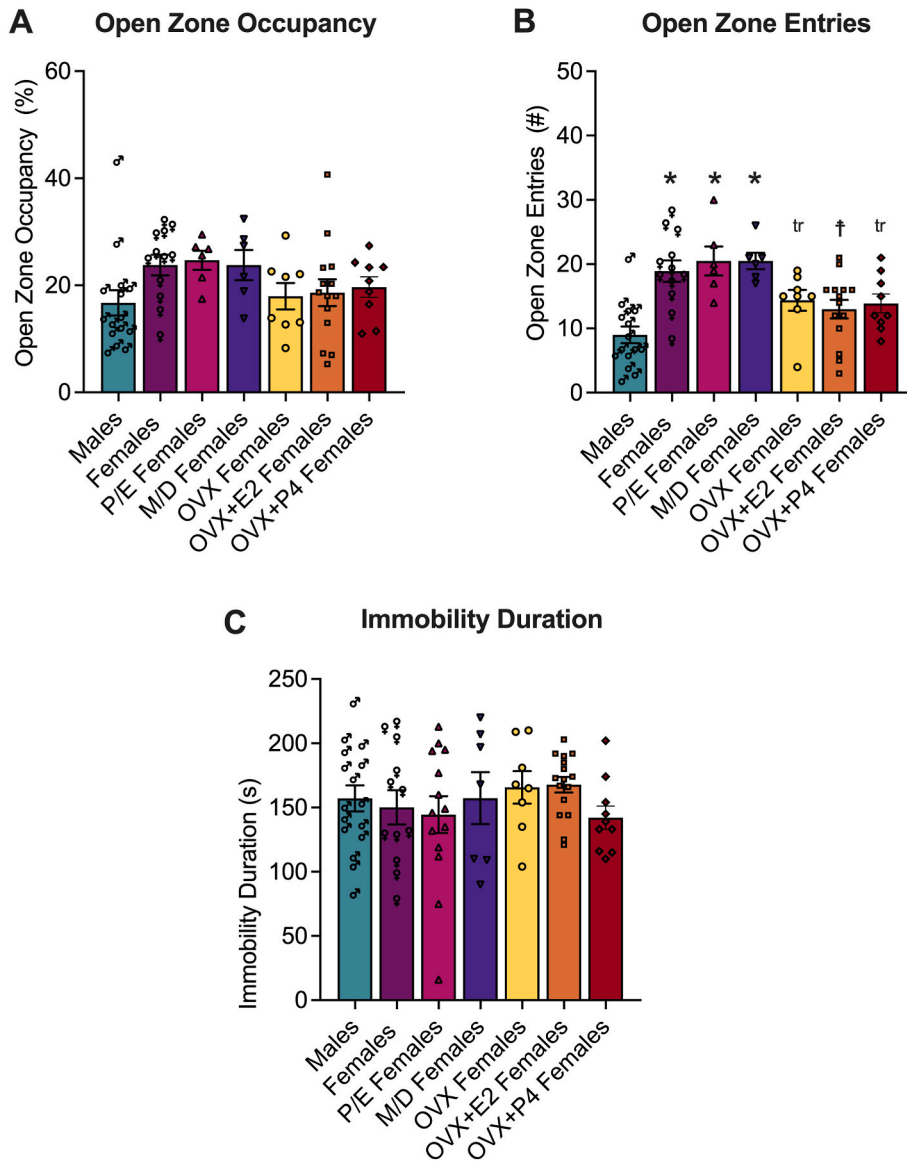 A Open Zone Occupancy
Open Zone Occupancy (%)
60
40
20
0
Males
Females
P/E Females
M/D Females
OVX Females
OVX+E2 Females
OVX+P4 Females
B Open Zone Entries
Open Zone Entries (#)
50
40
30
20
10
0
* * * tr † tr
Males
Females
P/E Females
M/D Females
OVX Females
OVX+E2 Females
OVX+P4 Females
C Immobility Duration
Immobility Duration (s)
250
200
150
100
50
0
Males
Females
P/E Females
M/D Females
OVX Females
OVX+E2 Females
OVX+P4 Females